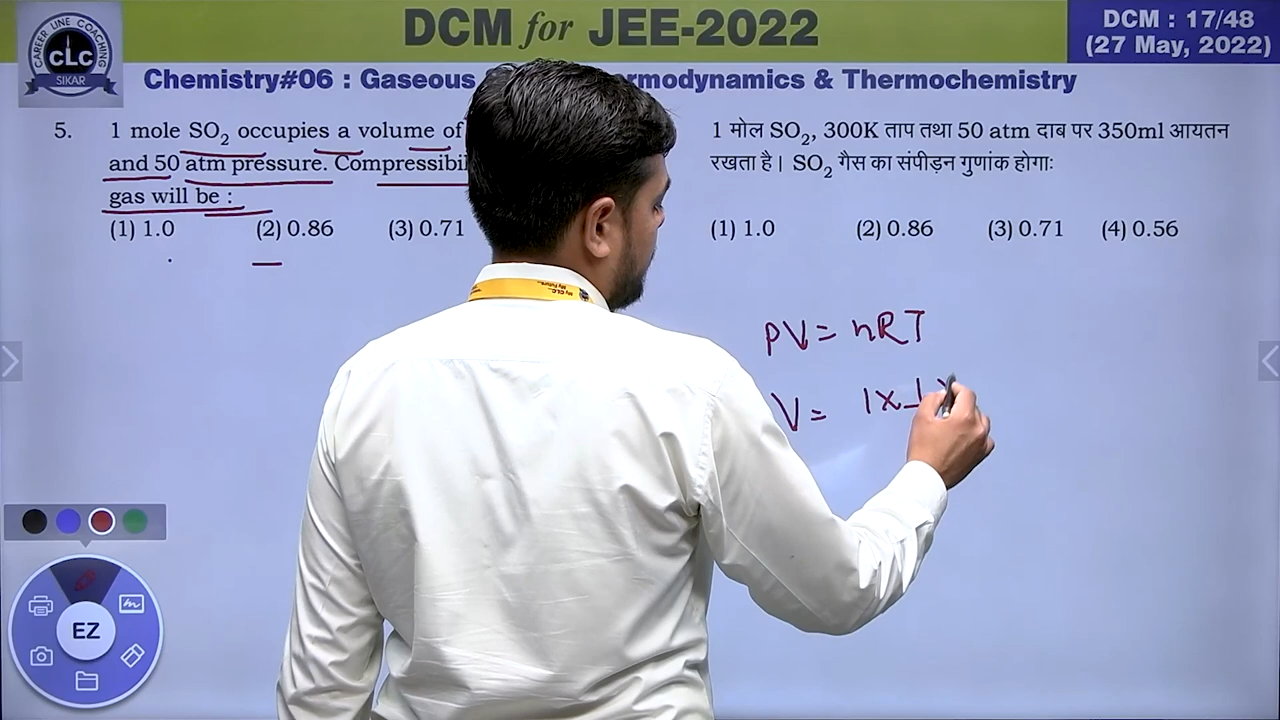 DCM for JEE-2022
DCM : 17/48
(27 May, 2022)
CAREER LINE COACHING
CLC
SIKAR
Chemistry#06 : Gaseous rmodynamics & Thermochemistry
5. 1 mole SO₂ occupies a volume of
and 50 atm pressure. Compressibil
gas will be :
(1) 1.0 (2) 0.86 (3) 0.71
1 मोल SO₂, 300K ताप तथा 50 atm दाब पर 350ml आयतन
रखता है। SO₂ गैस का संपीड़न गुणांक होगाः
(1) 1.0 (2) 0.86 (3) 0.71 (4) 0.56
PV = nRT
V = 1×1
EZ